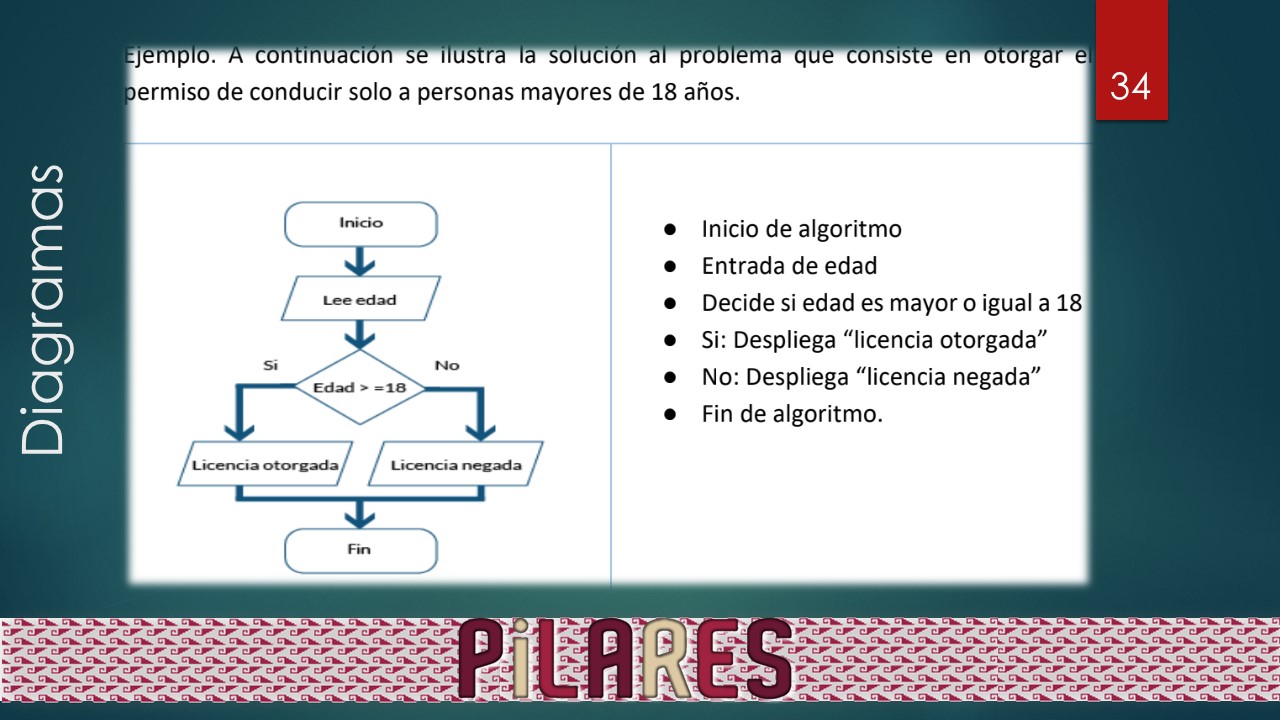 Ejemplo. A continuación se ilustra la solución al problema que consiste en otorgar el
permiso de conducir solo a personas mayores de 18 años.
34
Diagramas
Inicio
Lee edad
Si
No
Edad > =18
Licencia otorgada
Licencia negada
Fin
● Inicio de algoritmo
● Entrada de edad
● Decide si edad es mayor o igual a 18
● Si: Despliega “licencia otorgada”
● No: Despliega “licencia negada”
● Fin de algoritmo.
PiLARES